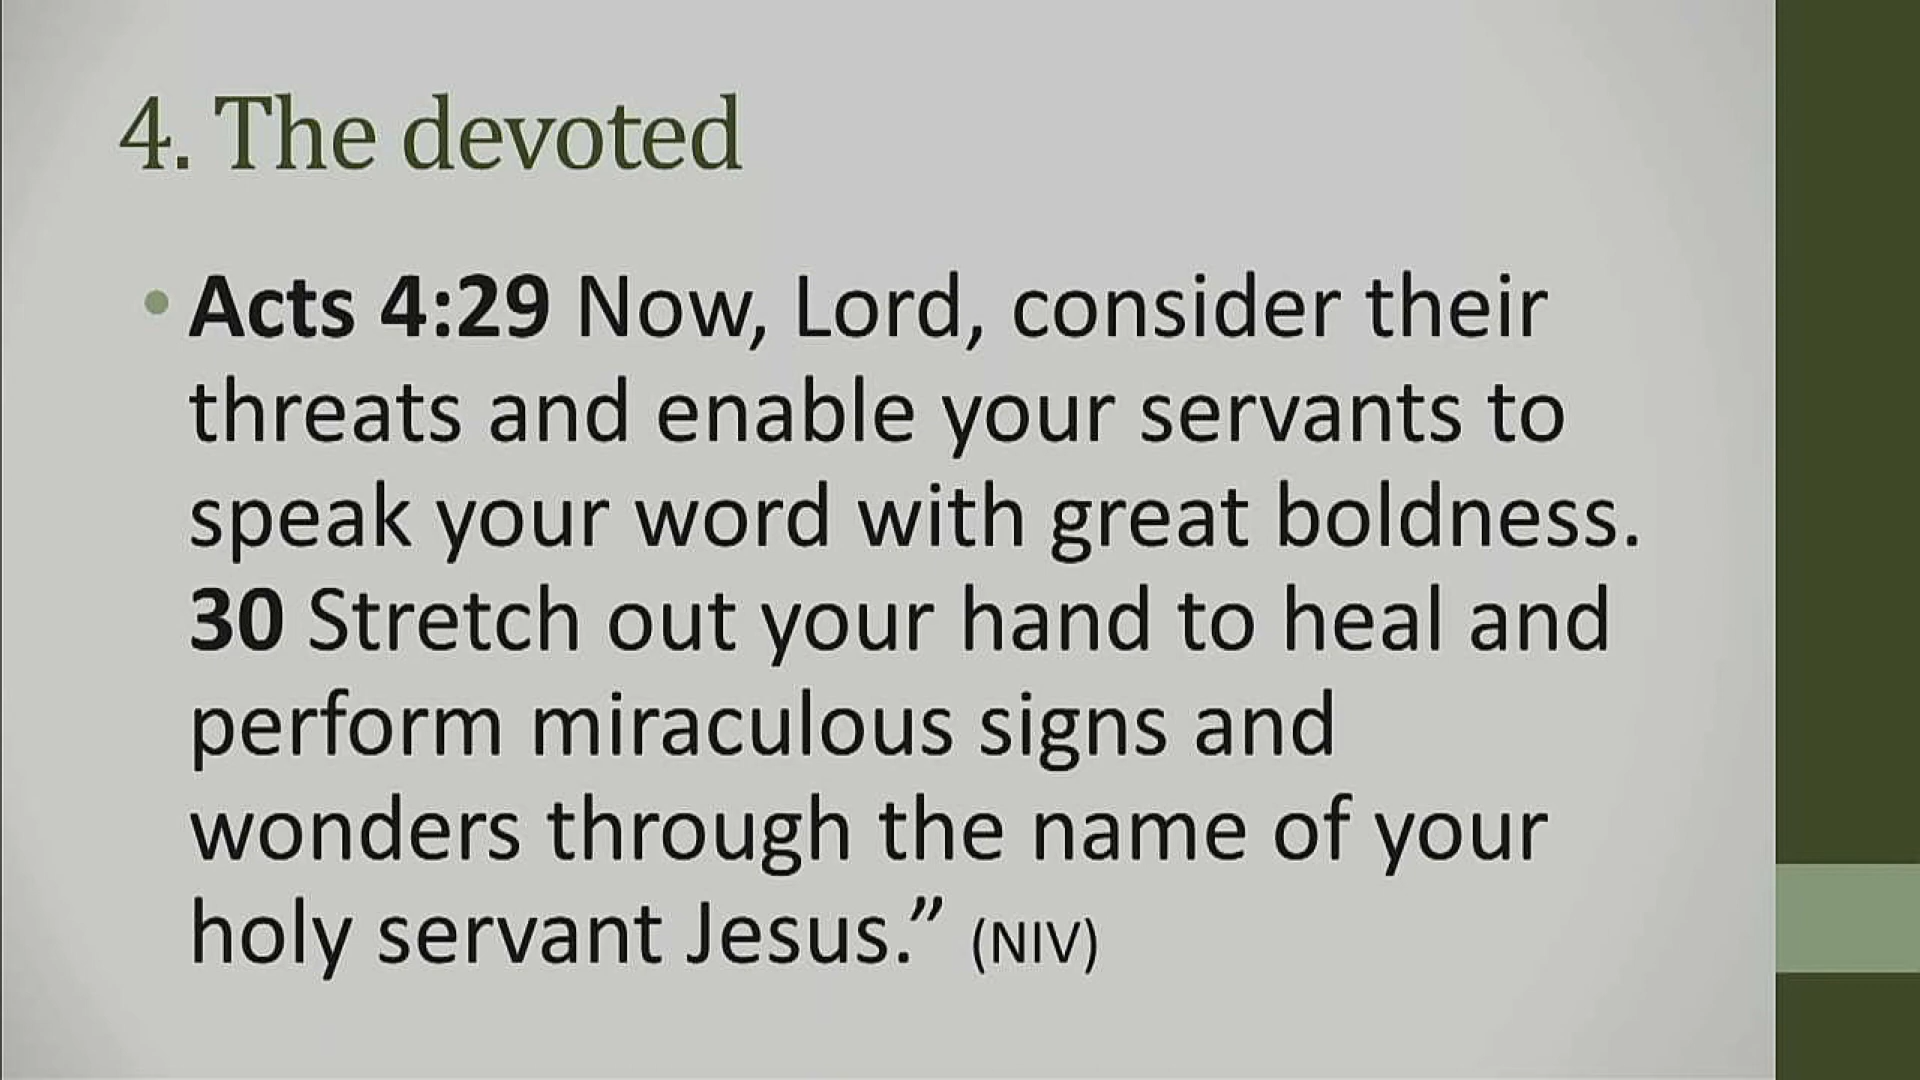 4. The devoted
• Acts 4:29 Now, Lord, consider their
threats and enable your servants to
speak your word with great boldness.
30 Stretch out your hand to heal and
perform miraculous signs and
wonders through the name of your
holy servant Jesus.” (NIV)